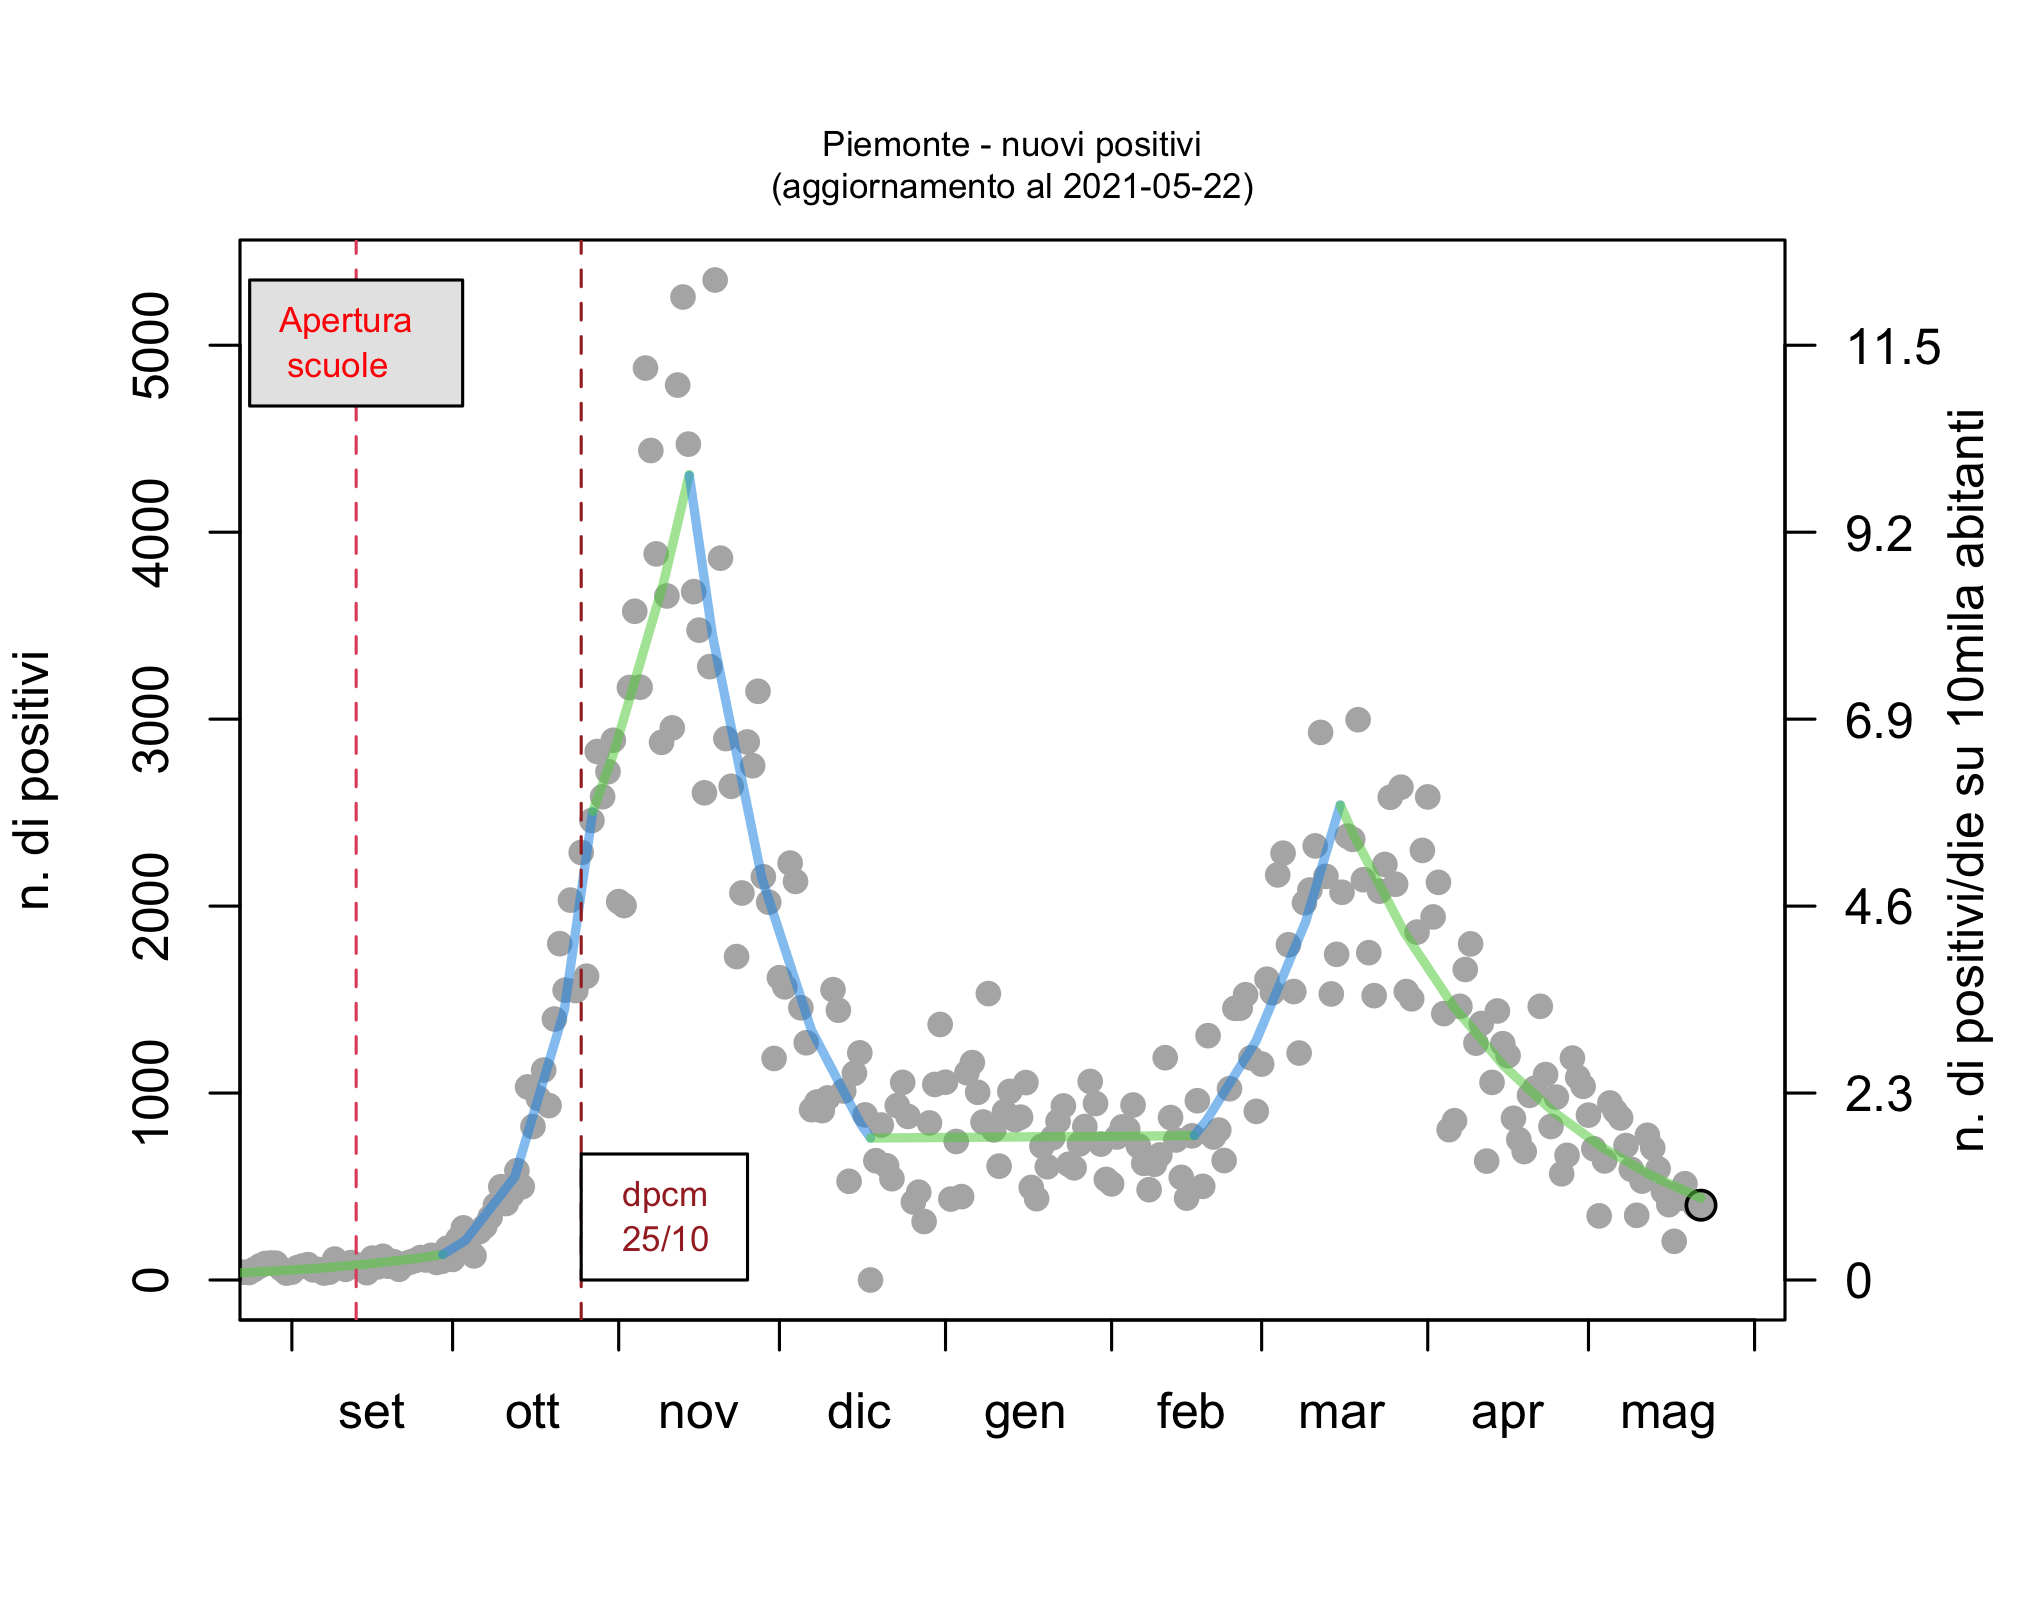 Piemonte - nuovi positivi
(aggiornamento al 2021-05-22)
n. di positivi
5000
4000
3000
2000
1000
0
Apertura
scuole
dpcm
25/10
11.5
9.2
6.9
4.6
2.3
0
n. di positivi/die su 10mila abitanti
set ott nov dic gen feb mar apr mag